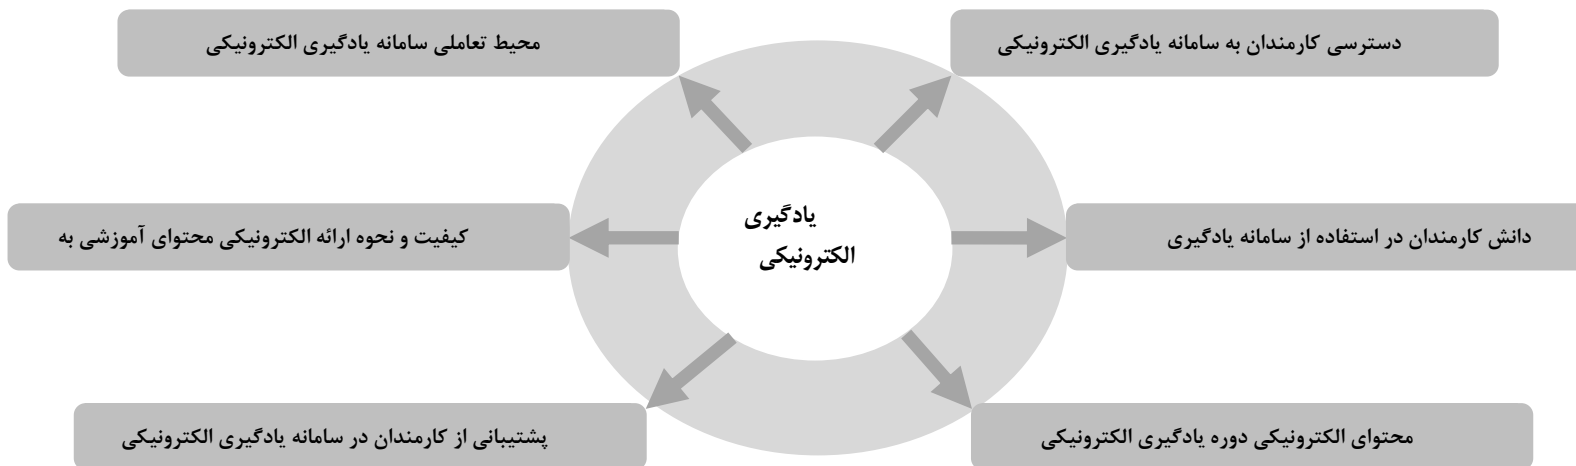 دسترسی کارمندان به سامانه یادگیری الکترونیکی
محیط تعاملی سامانه یادگیری الکترونیکی
یادگیری
الکترونیکی
دانش کارمندان در استفاده از سامانه یادگیری
کیفیت و نحوه ارائه الکترونیکی محتوای آموزشی به
محتوای الکترونیکی دوره یادگیری الکترونیکی
پشتیبانی از کارمندان در سامانه یادگیری الکترونیکی